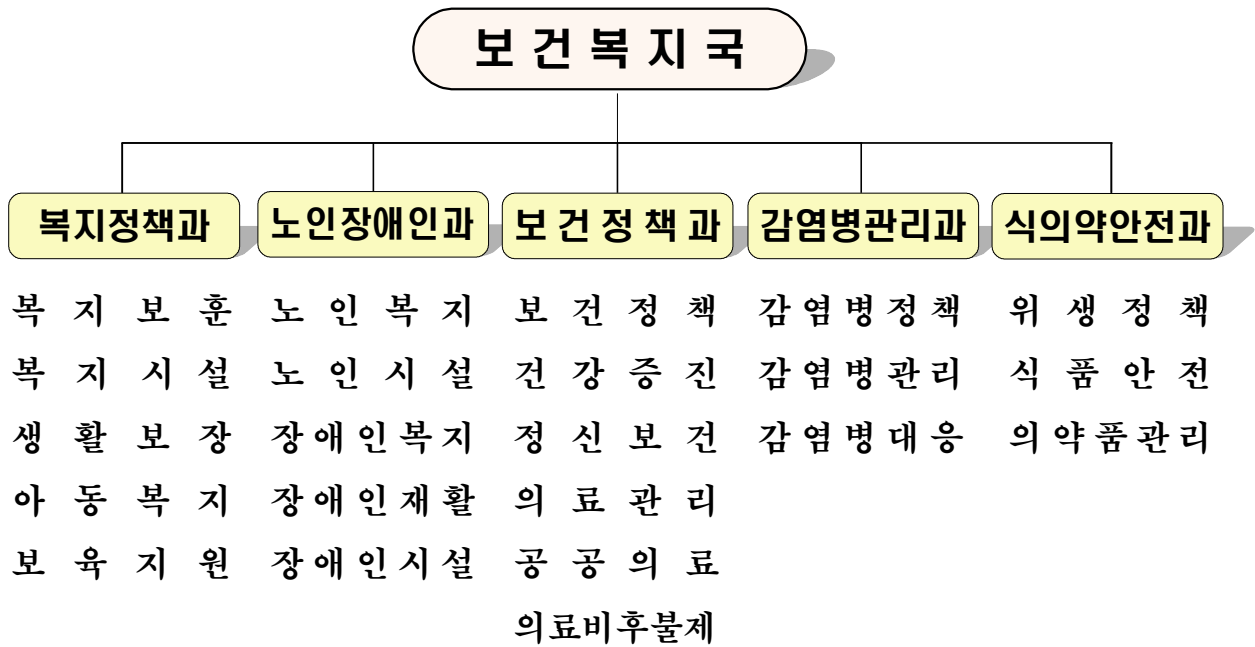 보건복지국
복지정책과 노인장애인과 보건정책과 감염병관리과 식의약안전과
복지보훈 노인복지 보건정책 감염병정책 위생정책
복지시설 노인시설 건강증진 감염병관리 식품안전
생활보장 장애인복지 정신보건 감염병대응 의약품관리
아동복지 장애인재활 의료관리
보육지원 장애인시설 공공의료
의료비후불제